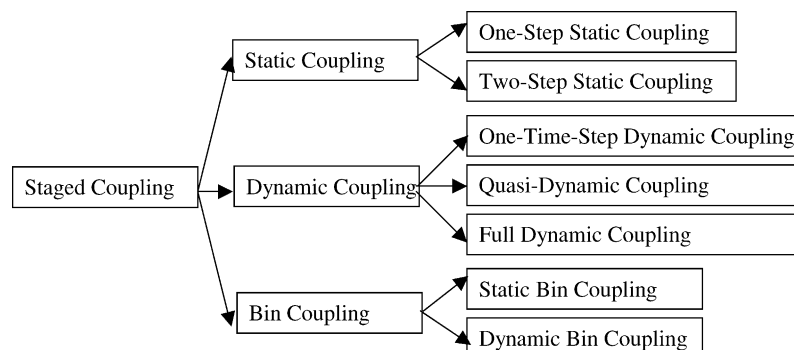 Staged Coupling
Static Coupling
One-Step Static Coupling
Two-Step Static Coupling
Dynamic Coupling
One-Time-Step Dynamic Coupling
Quasi-Dynamic Coupling
Full Dynamic Coupling
Bin Coupling
Static Bin Coupling
Dynamic Bin Coupling